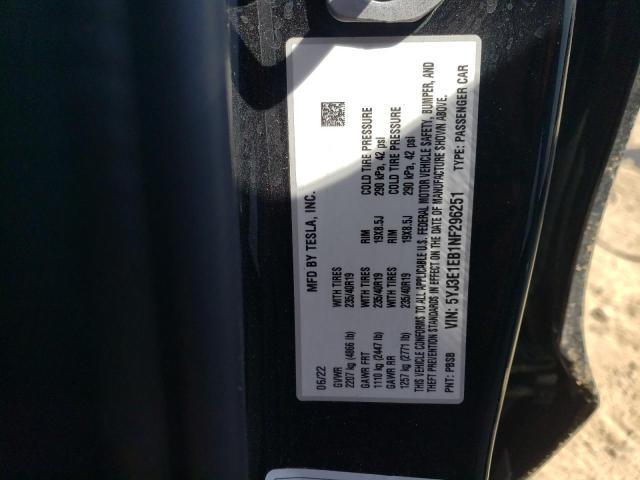 MFD BY TESLA, INC.
06/22
GVWR WITH TIRES RIM COLD TIRE PRESSURE
2207 kg (4866 lb) 235/40R19 19X8.5J 290 kPa, 42 psi
GAWR FRT WITH TIRES RIM COLD TIRE PRESSURE
1110 kg (2447 lb) 235/40R19 19X8.5J 290 kPa, 42 psi
GAWR RR WITH TIRES
1257 kg (2771 lb) 235/40R19
THIS VEHICLE CONFORMS TO ALL APPLICABLE U.S. FEDERAL MOTOR VEHICLE SAFETY, BUMPER, AND
THEFT PREVENTION STANDARDS IN EFFECT ON THE DATE OF MANUFACTURE SHOWN ABOVE.
VIN: 5YJ3E1EB1NF296251 TYPE: PASSENGER CAR
PNT: PBSB